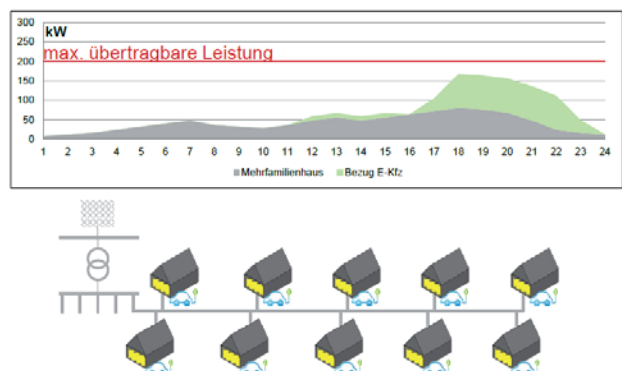 300
kW
250
max. übertragbare Leistung
200
150
100
50
0
1 2 3 4 5 6 7 8 9 10 11 12 13 14 15 16 17 18 19 20 21 22 23 24
Mehrfamilienhaus Bezug E-Kfz